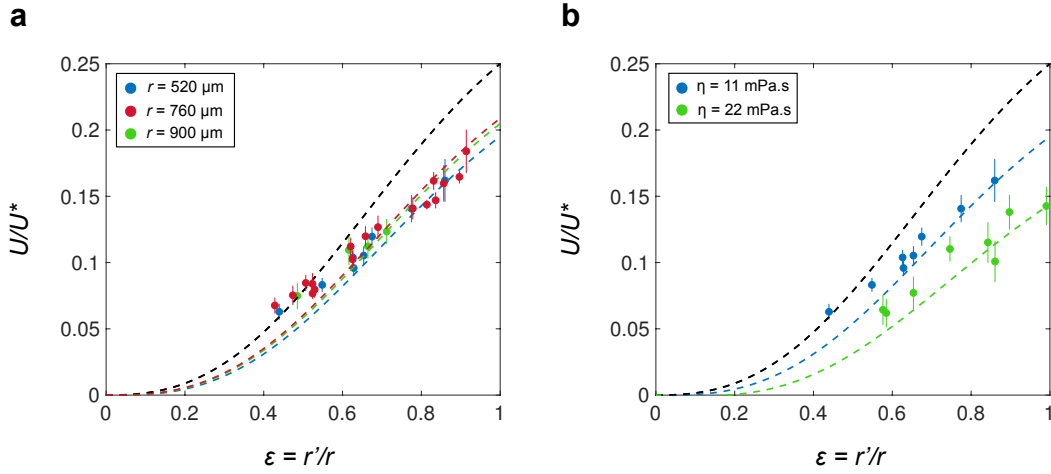 a
0.25
0.2
0.15
0.1
0.05
0
U/U*
r = 520 µm
r = 760 µm
r = 900 µm
0 0.2 0.4 0.6 0.8 1
ε = r'/r
b
0.25
0.2
0.15
0.1
0.05
0
U/U*
η = 11 mPa.s
η = 22 mPa.s
0 0.2 0.4 0.6 0.8 1
ε = r'/r